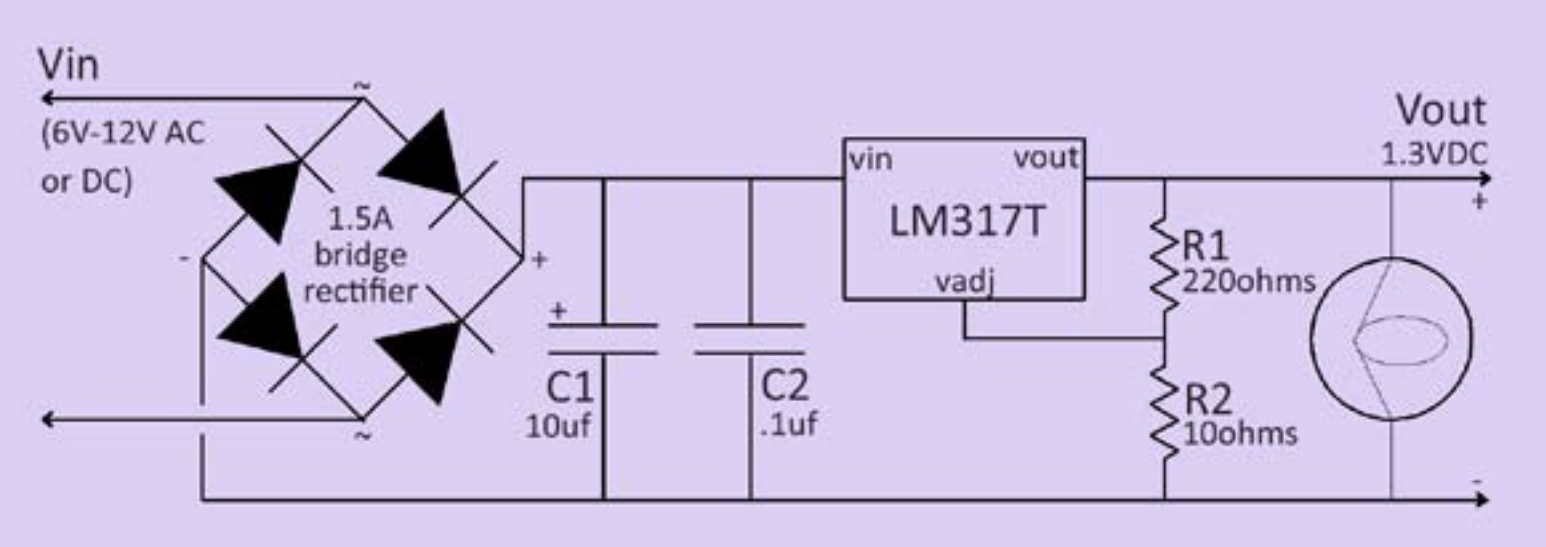 Vin
~
(6V-12V AC
or DC)
1.5A
bridge
rectifier
-
+
~
+
C1
10uf
C2
.1uf
vin
vout
LM317T
vadj
R1
220ohms
R2
10ohms
Vout
1.3VDC
+
-